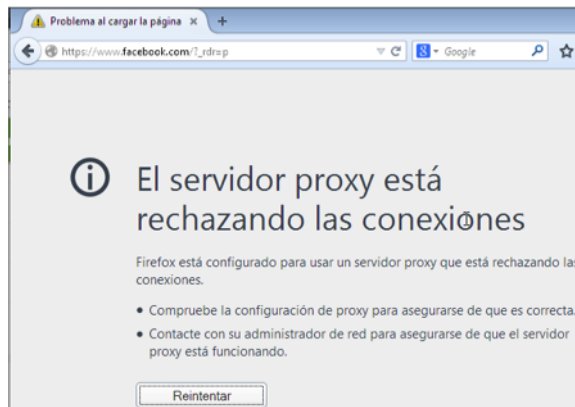 Problema al cargar la página
https://www.facebook.com/?_rdr=p
8 Google
El servidor proxy está
rechazando las conexiones
Firefox está configurado para usar un servidor proxy que está rechazando las
conexiones.
• Compruebe la configuración de proxy para asegurarse de que es correcta.
• Contacte con su administrador de red para asegurarse de que el servidor
proxy está funcionando.
Reintentar